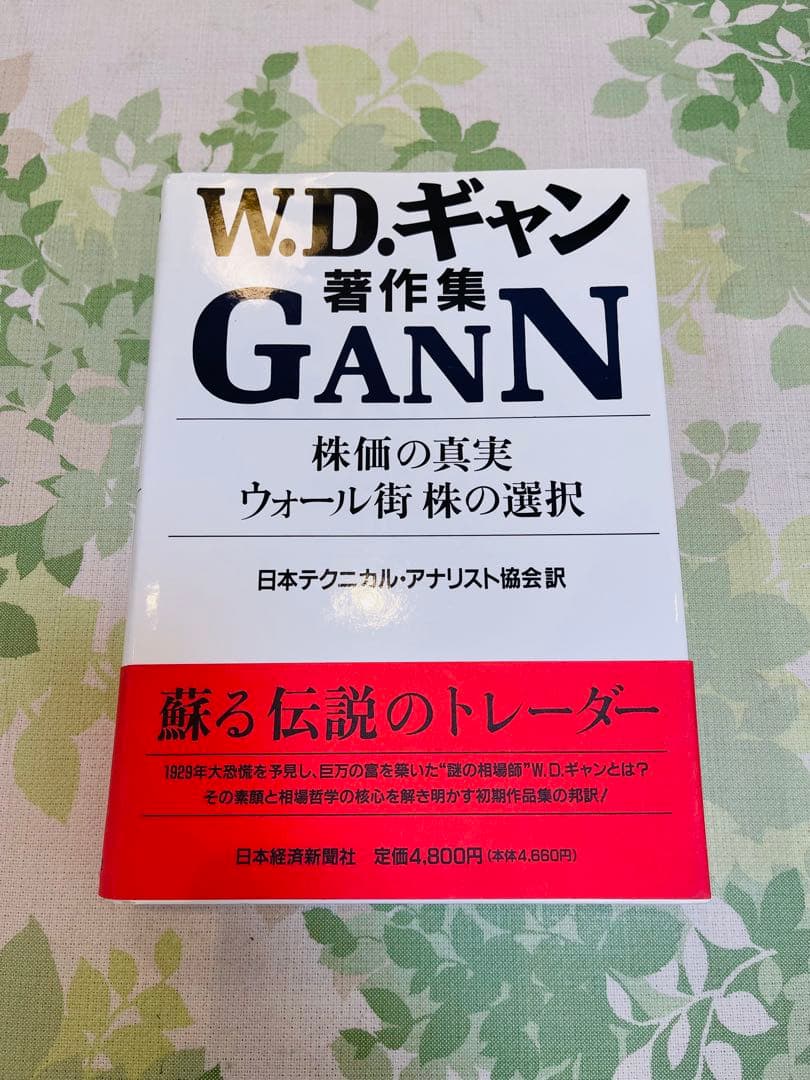 W.D.ギャン
著作集
GANN
株価の真実
ウォール街 株の選択
日本テクニカル・アナリスト協会訳
蘇る伝説のトレーダー
1929年大恐慌を予見し、巨万の富を築いた“謎の相場師”W.D.ギャンとは?
その素顔と相場哲学の核心を解き明かす初期作品集の邦訳!
日本経済新聞社 定価4,800円(本体4,660円)